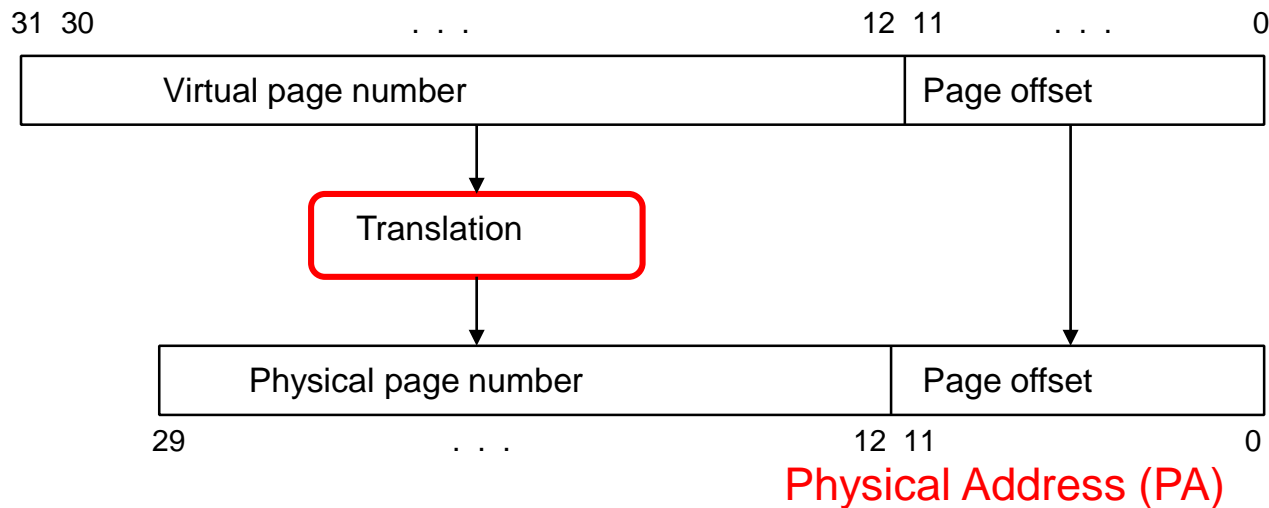 31 30 . . . 12 11 . . . 0
Virtual page number Page offset
Translation
Physical page number Page offset
29 . . . 12 11 0
Physical Address (PA)